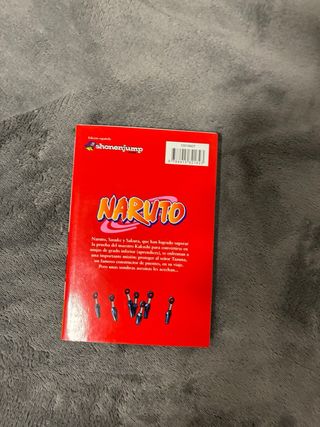 Edición española
shonenjump
NARUTO
Naruto, Sasuke y Sakura, que han logrado superar
la prueba del maestro Kakashi para convertirse en
ninjas de grado inferior (aprendices), se enfrentan a
una importante misión: proteger al señor Tazuna,
un famoso constructor de puentes, en su viaje.
Pero unas sombras asesinas les acechan...